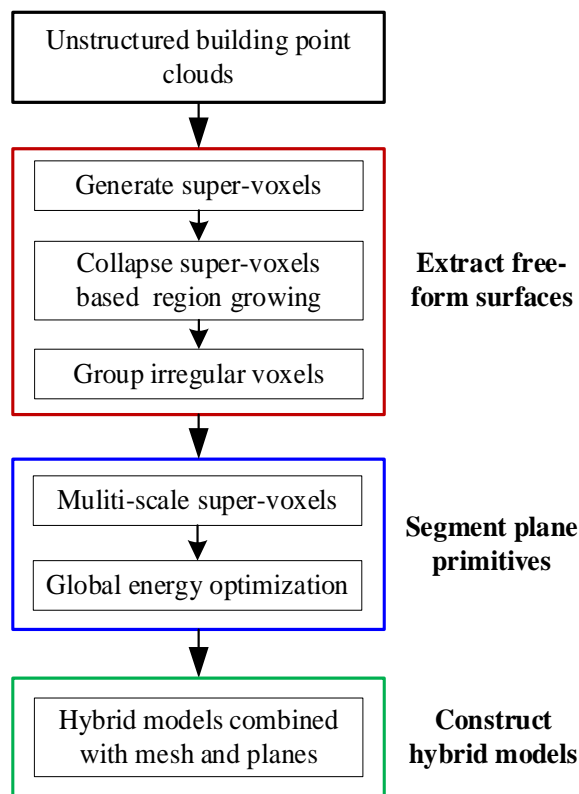 Unstructured building point
clouds
Generate super-voxels
Collapse super-voxels
based region growing
Group irregular voxels
Extract free-
form surfaces
Muliti-scale super-voxels
Global energy optimization
Segment plane
primitives
Hybrid models combined
with mesh and planes
Construct
hybrid models